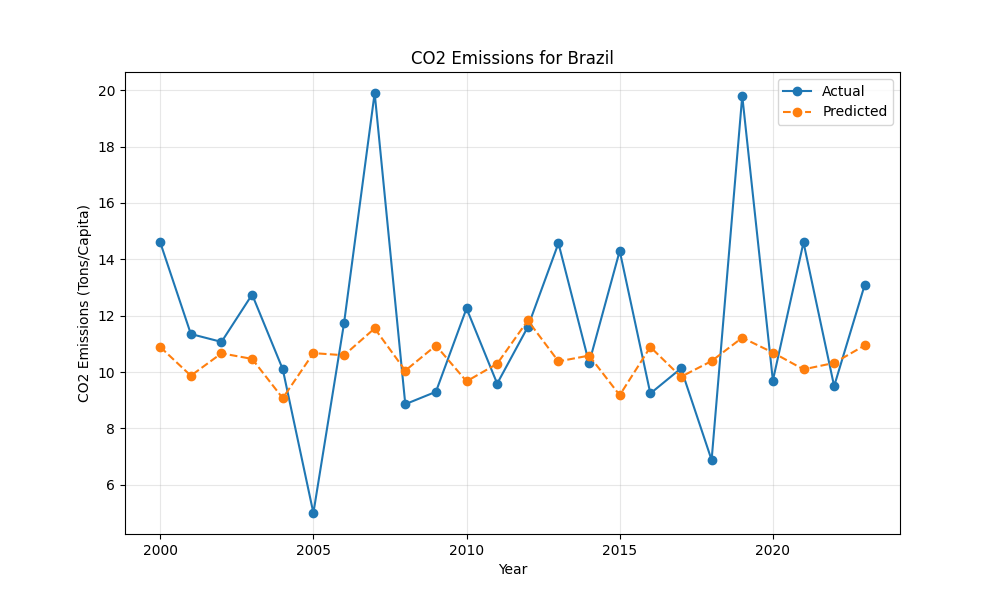 CO2 Emissions for Brazil
Actual
Predicted
CO2 Emissions (Tons/Capita)
20
18
16
14
12
10
8
6
2000
2005
2010
2015
2020
Year